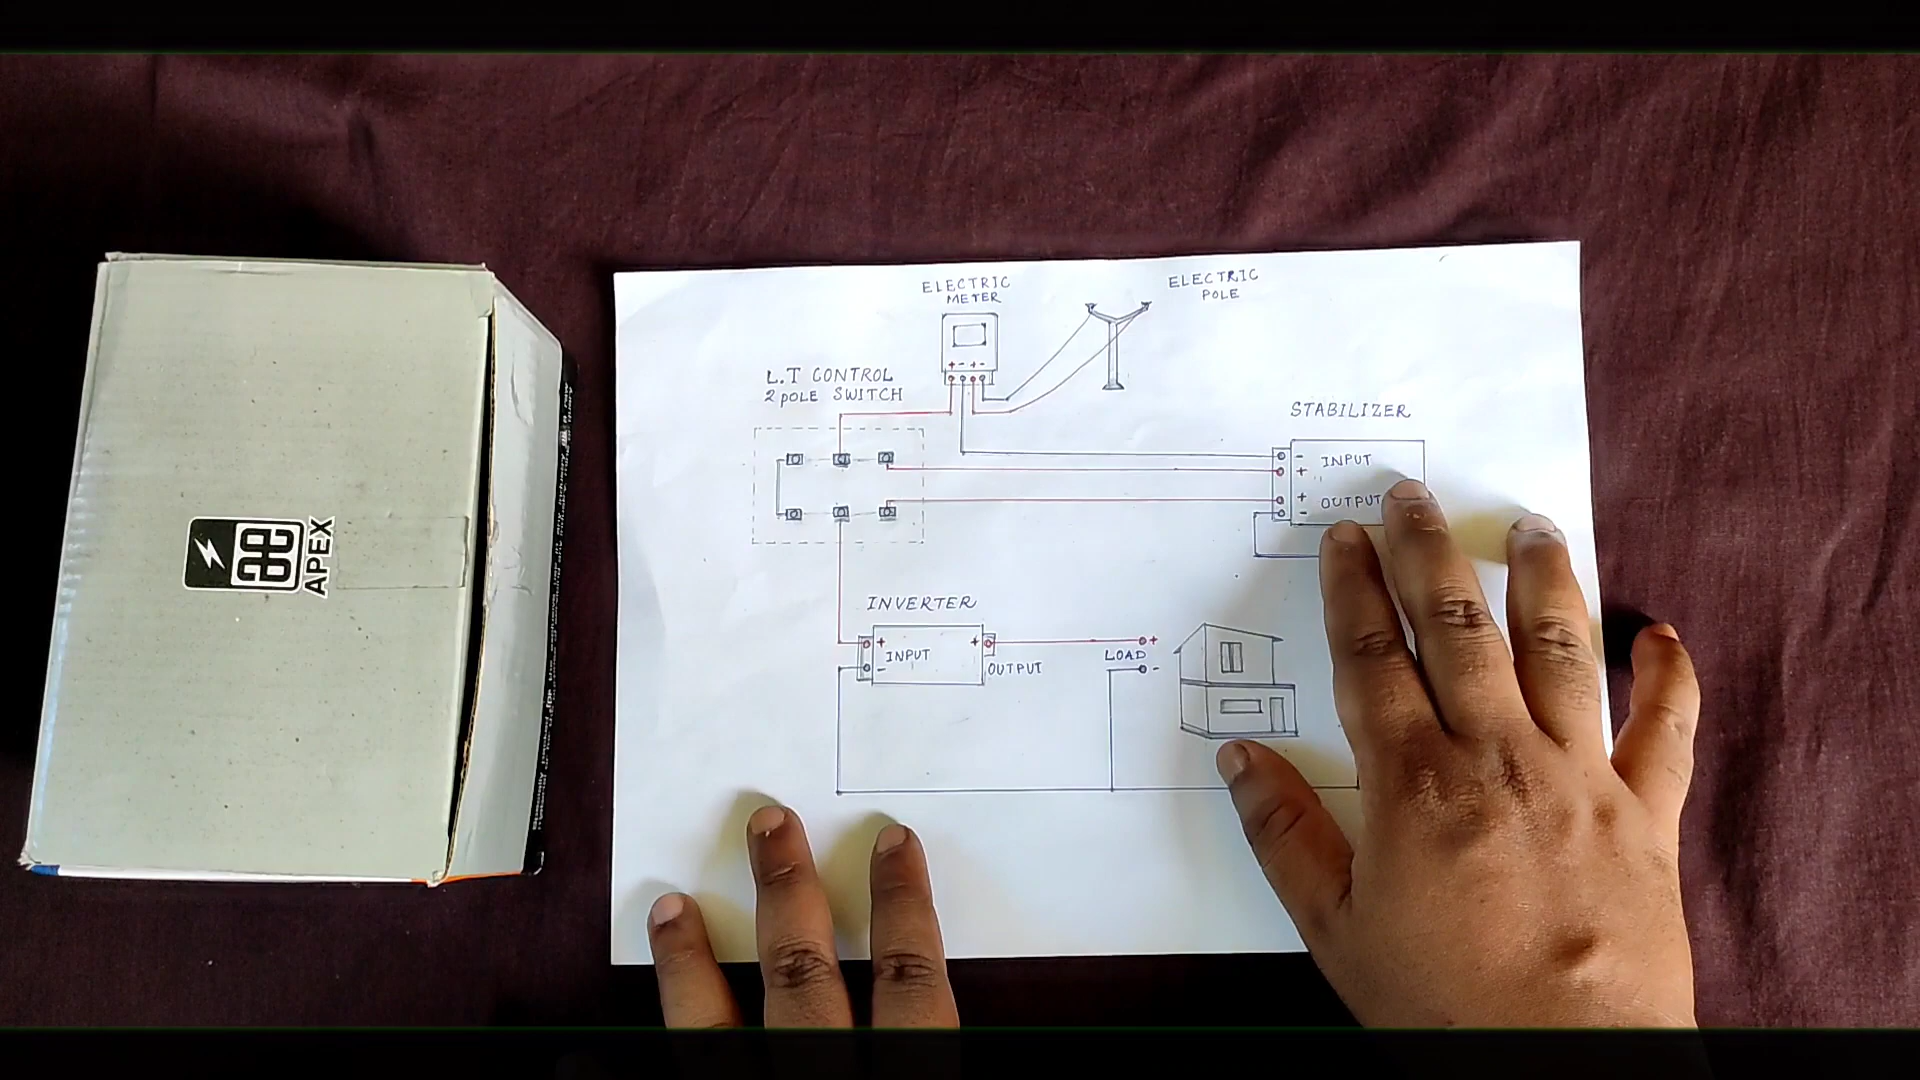 ELECTRIC
METER
ELECTRIC
POLE
L.T CONTROL
2 POLE SWITCH
+ - + -
STABILIZER
- INPUT
+
+ OUTPUT
-
INVERTER
+ INPUT
-
+
OUTPUT
+
LOAD
-
APEX